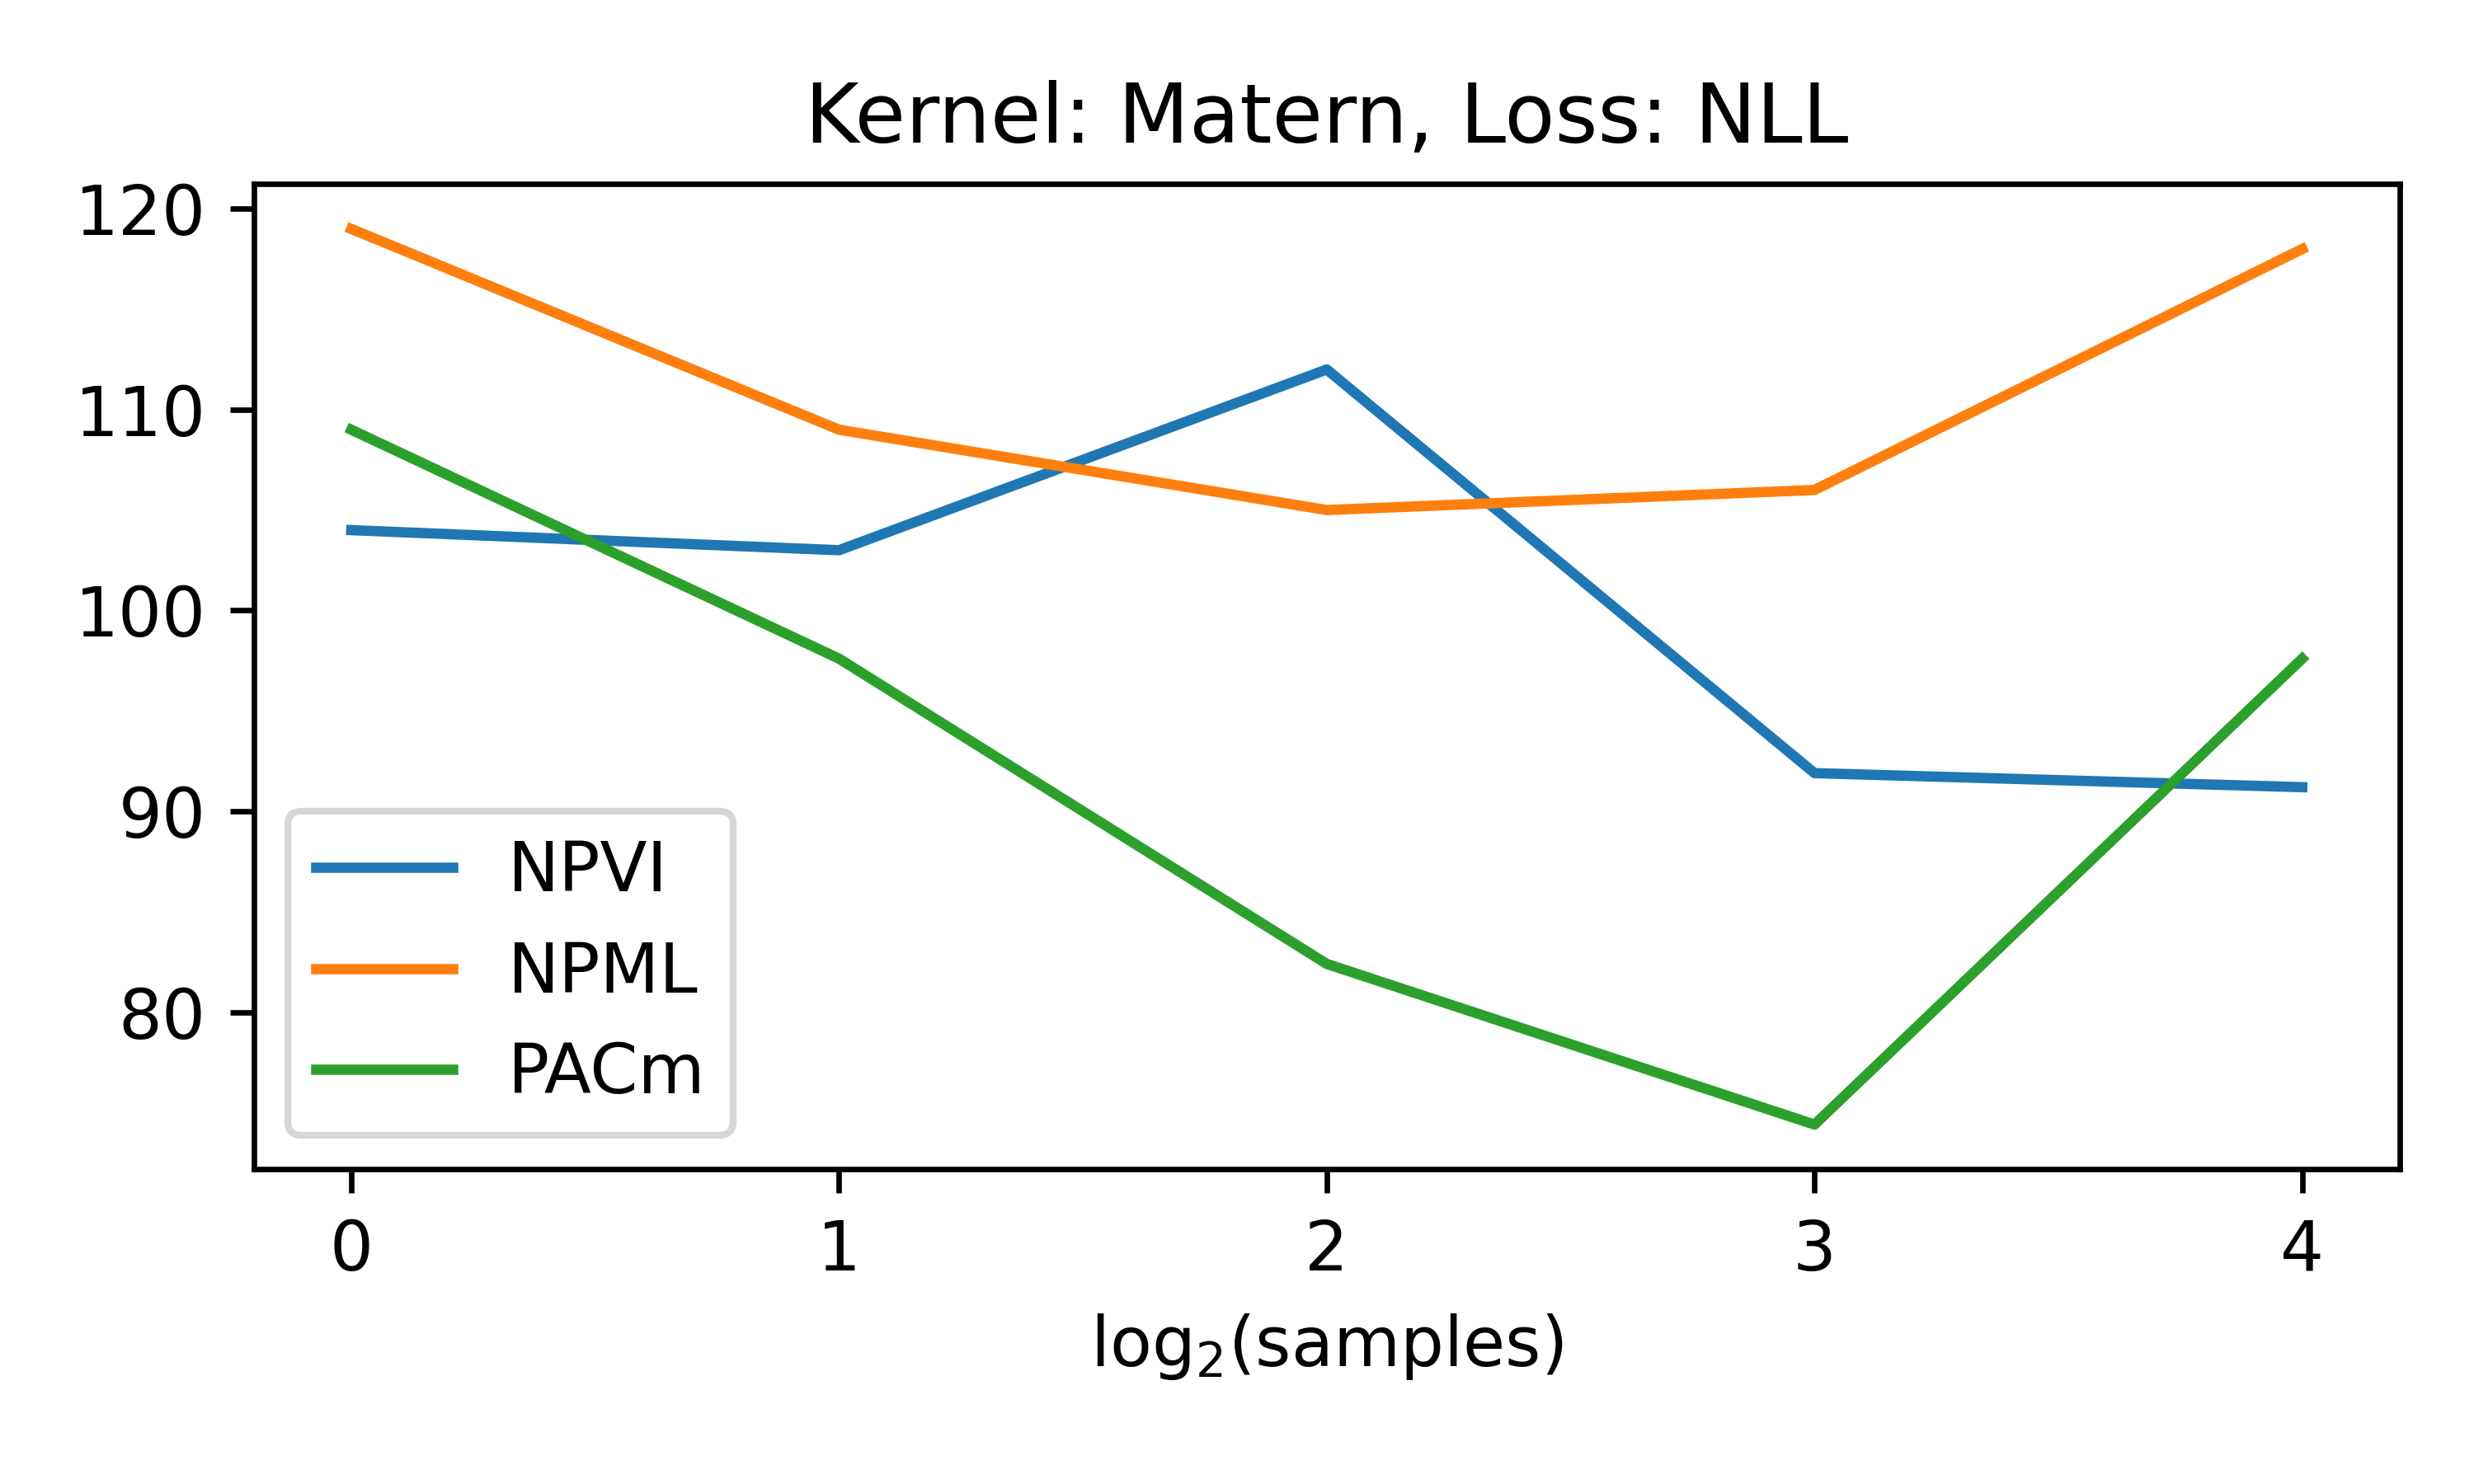 Kernel: Matern, Loss: NLL
120
110
100
90
80
NPVI
NPML
PACm
0 1 2 3 4
log₂(samples)